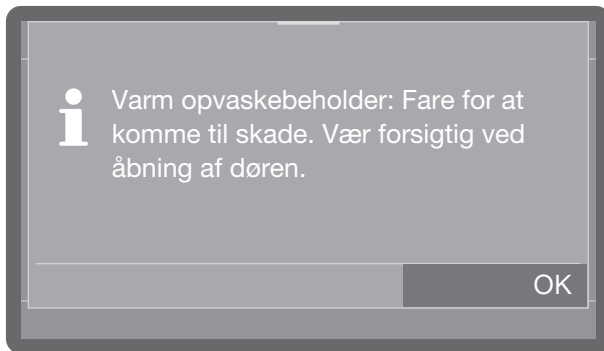 Varm opvaskebeholder: Fare for at
komme til skade. Vær forsigtig ved
åbning af døren.
OK